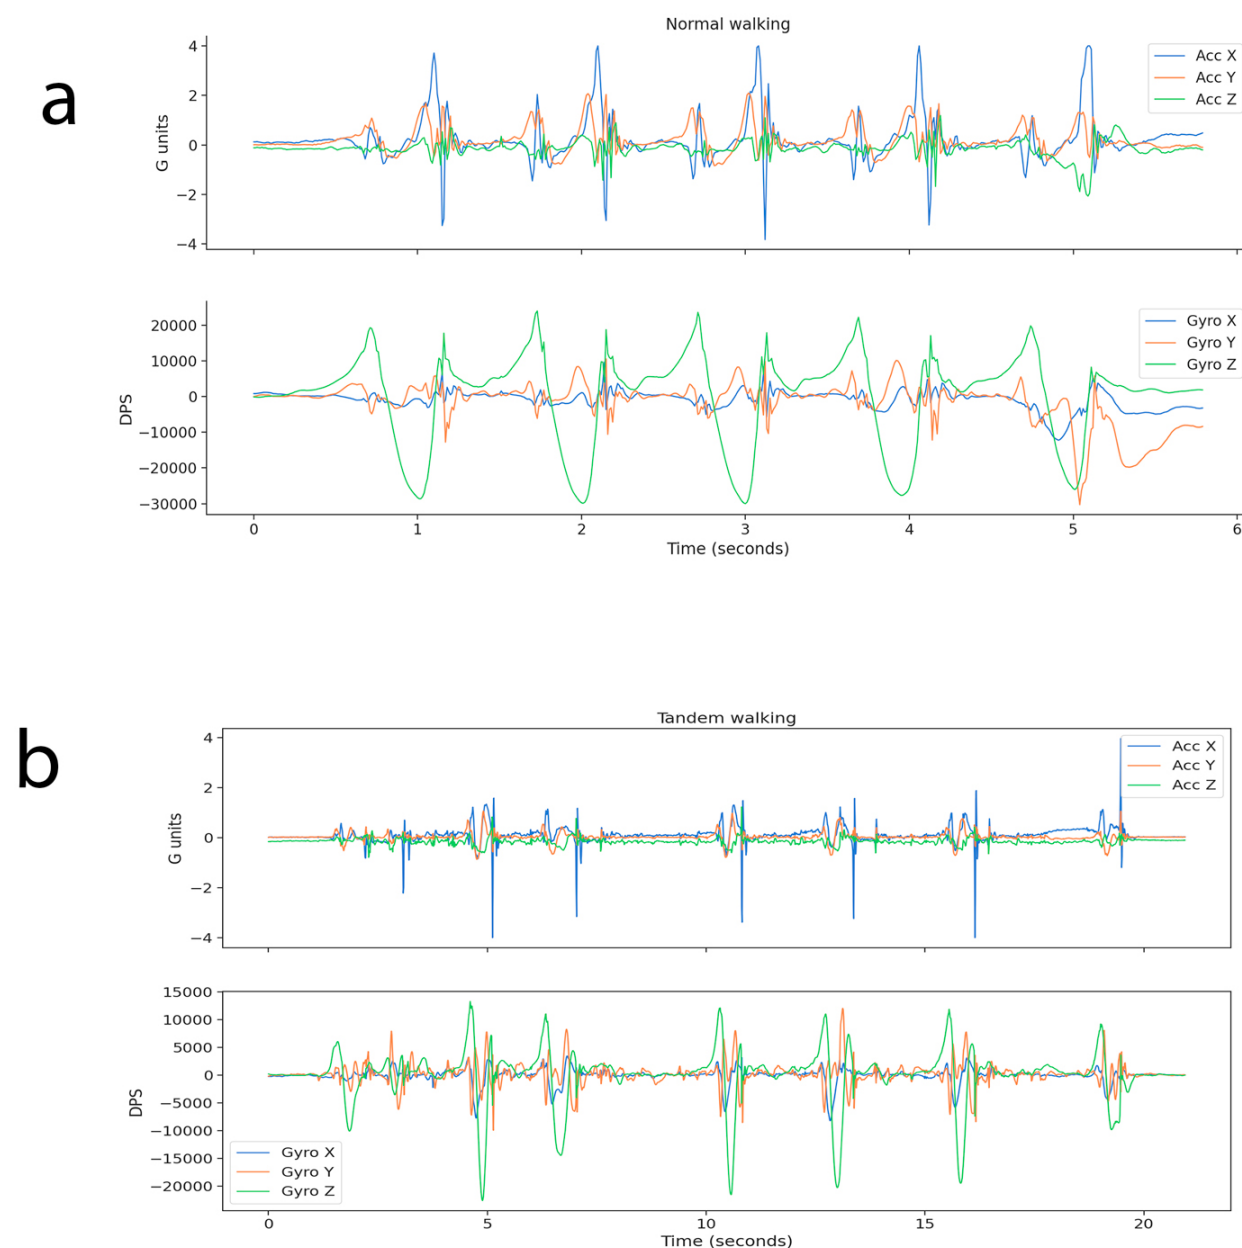 Normal walking
a
4
2
0
−2
−4
G units
Acc X
Acc Y
Acc Z
20000
10000
0
−10000
−20000
−30000
DPS
Gyro X
Gyro Y
Gyro Z
0 1 2 3 4 5 6
Time (seconds)
b
Tandem walking
4
2
0
−2
−4
G units
Acc X
Acc Y
Acc Z
15000
10000
5000
0
−5000
−10000
−15000
−20000
DPS
Gyro X
Gyro Y
Gyro Z
0 5 10 15 20
Time (seconds)